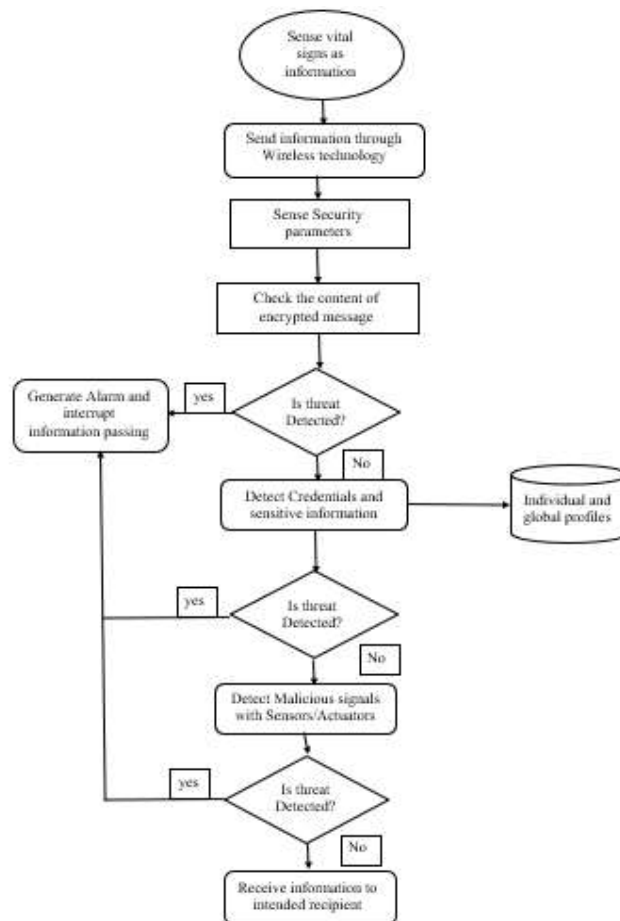 Sense vital
signs as
information
Send information through
Wireless technology
Sense Security
parameters
Check the content of
encrypted message
Generate Alarm and
interrupt
information passing
yes
Is threat
Detected?
No
Detect Credentials and
sensitive information
Individual and
global profiles
yes
Is threat
Detected?
No
Detect Malicious signals
with Sensors/Actuators
yes
Is threat
Detected?
No
Receive information to
intended recipient